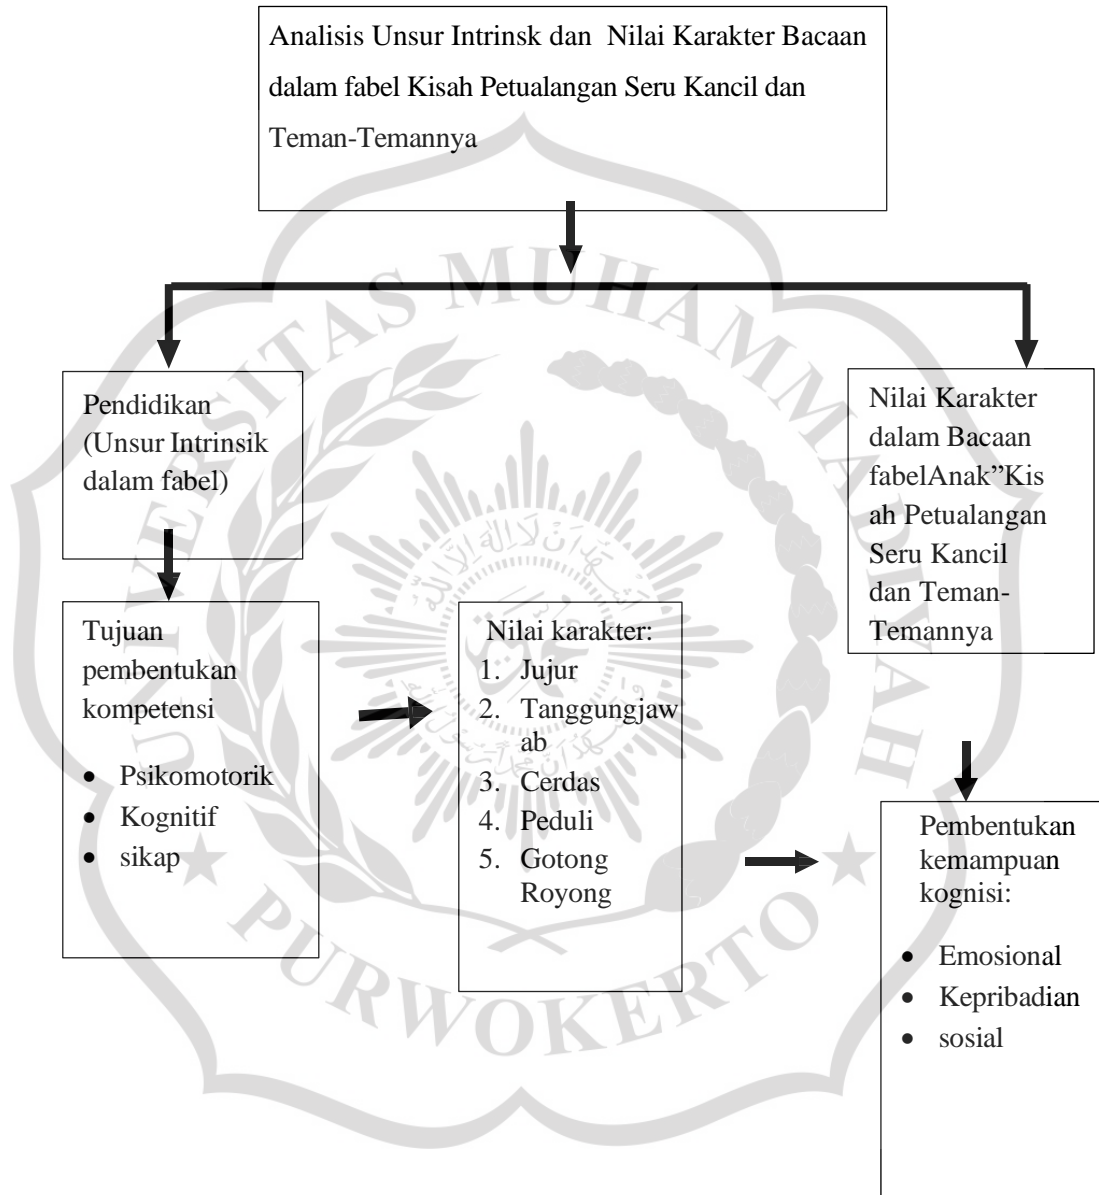 Analisis Unsur Intrinsk dan Nilai Karakter Bacaan
dalam fabel Kisah Petualangan Seru Kancil dan
Teman-Temannya
Pendidikan
(Unsur Intrinsik
dalam fabel)
Nilai Karakter
dalam Bacaan
fabelAnak”Kis
ah Petualangan
Seru Kancil
dan Teman-
Temannya
Tujuan
pembentukan
kompetensi
• Psikomotorik
• Kognitif
• sikap
Nilai karakter:
1. Jujur
2. Tanggungjaw
ab
3. Cerdas
4. Peduli
5. Gotong
Royong
Pembentukan
kemampuan
kognisi:
• Emosional
• Kepribadian
• sosial
UNIVERSITAS MUHAMMADIYAH
PURWOKERTO